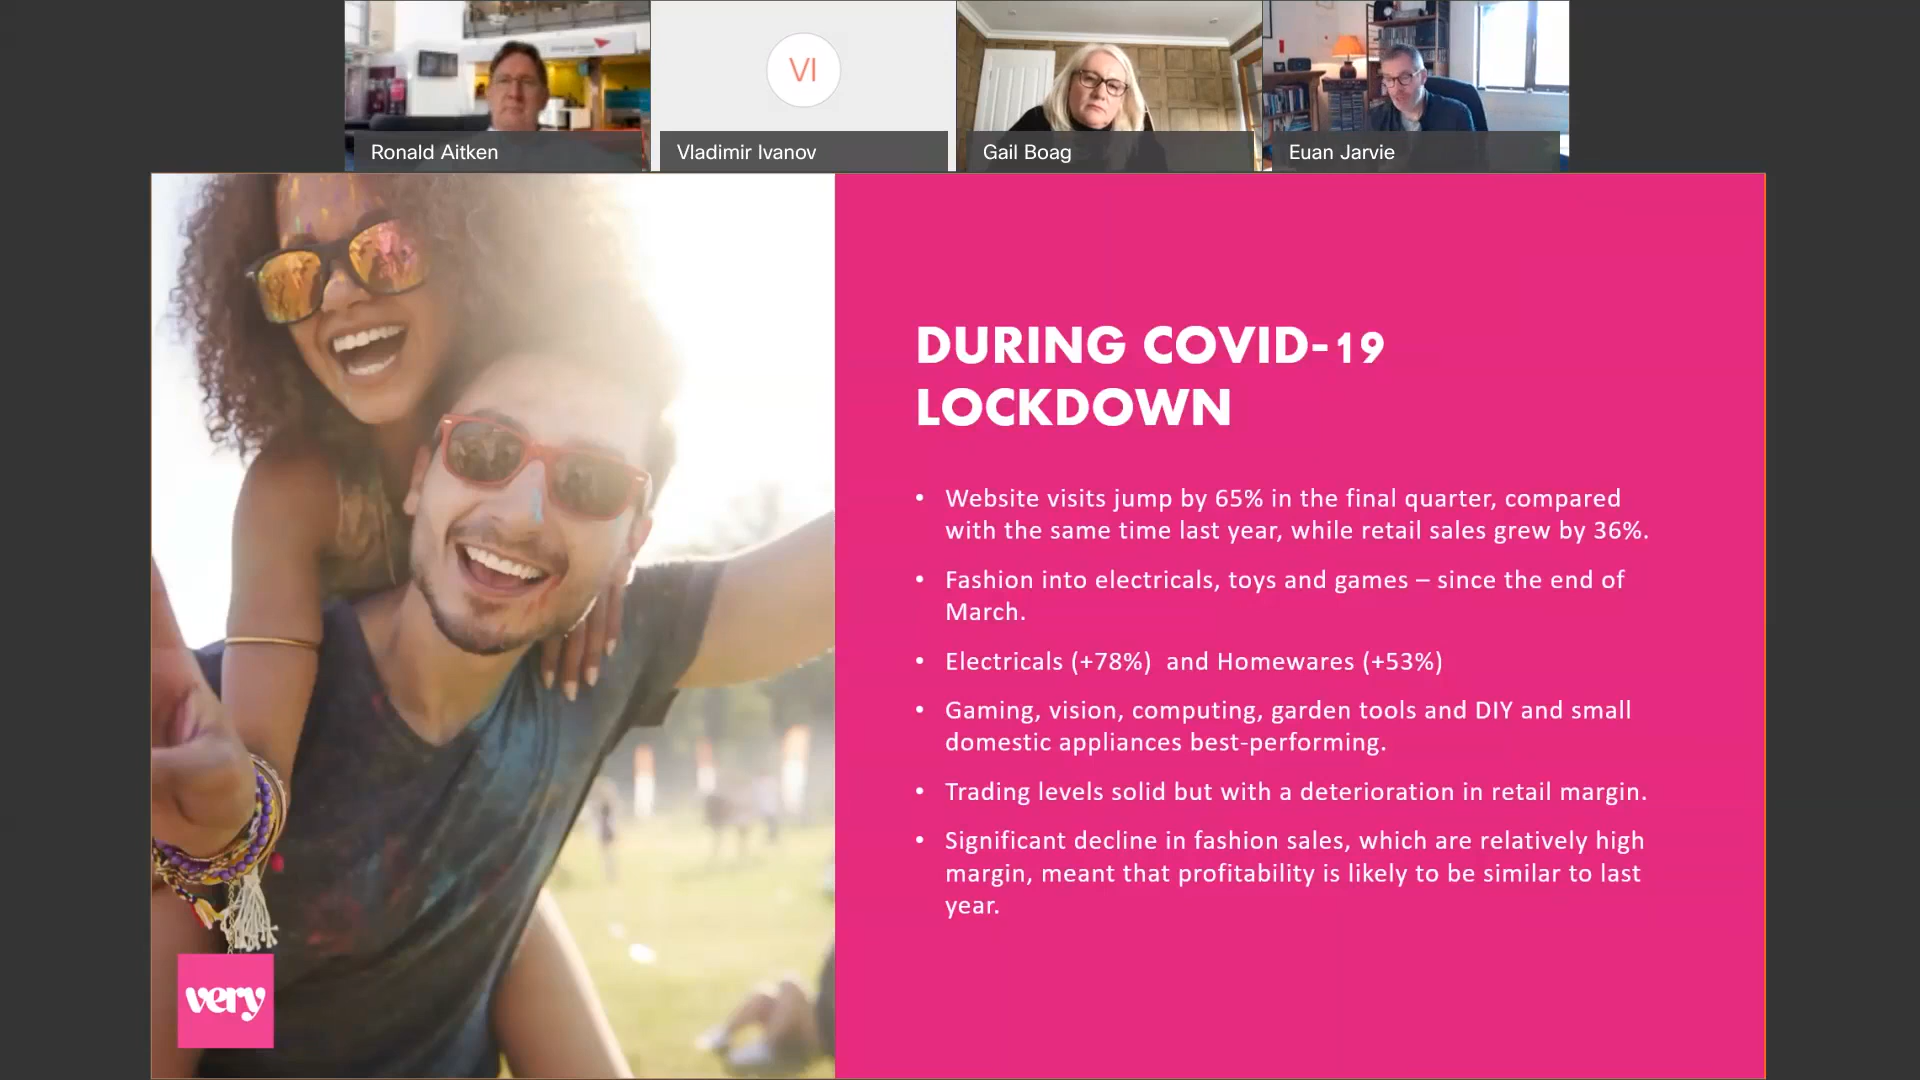 VI
Ronald Aitken
Vladimir Ivanov
Gail Boag
Euan Jarvie
DURING COVID-19
LOCKDOWN
• Website visits jump by 65% in the final quarter, compared
with the same time last year, while retail sales grew by 36%.
• Fashion into electricals, toys and games – since the end of
March.
• Electricals (+78%) and Homewares (+53%)
• Gaming, vision, computing, garden tools and DIY and small
domestic appliances best-performing.
• Trading levels solid but with a deterioration in retail margin.
• Significant decline in fashion sales, which are relatively high
margin, meant that profitability is likely to be similar to last
year.
very